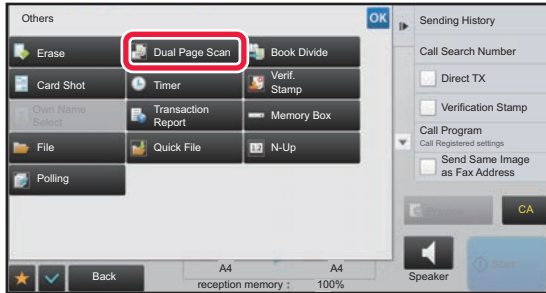 Others
OK
Erase
Dual Page Scan
Book Divide
Card Shot
Timer
Verif.
Stamp
Own Name
Select
Transaction
Report
Memory Box
File
Quick File
N-Up
Polling
Back
A4
A4
reception memory :
100%
Sending History
Call Search Number
Direct TX
Verification Stamp
Call Program
Call Registered settings
Send Same Image
as Fax Address
Preview
CA
Speaker
Start